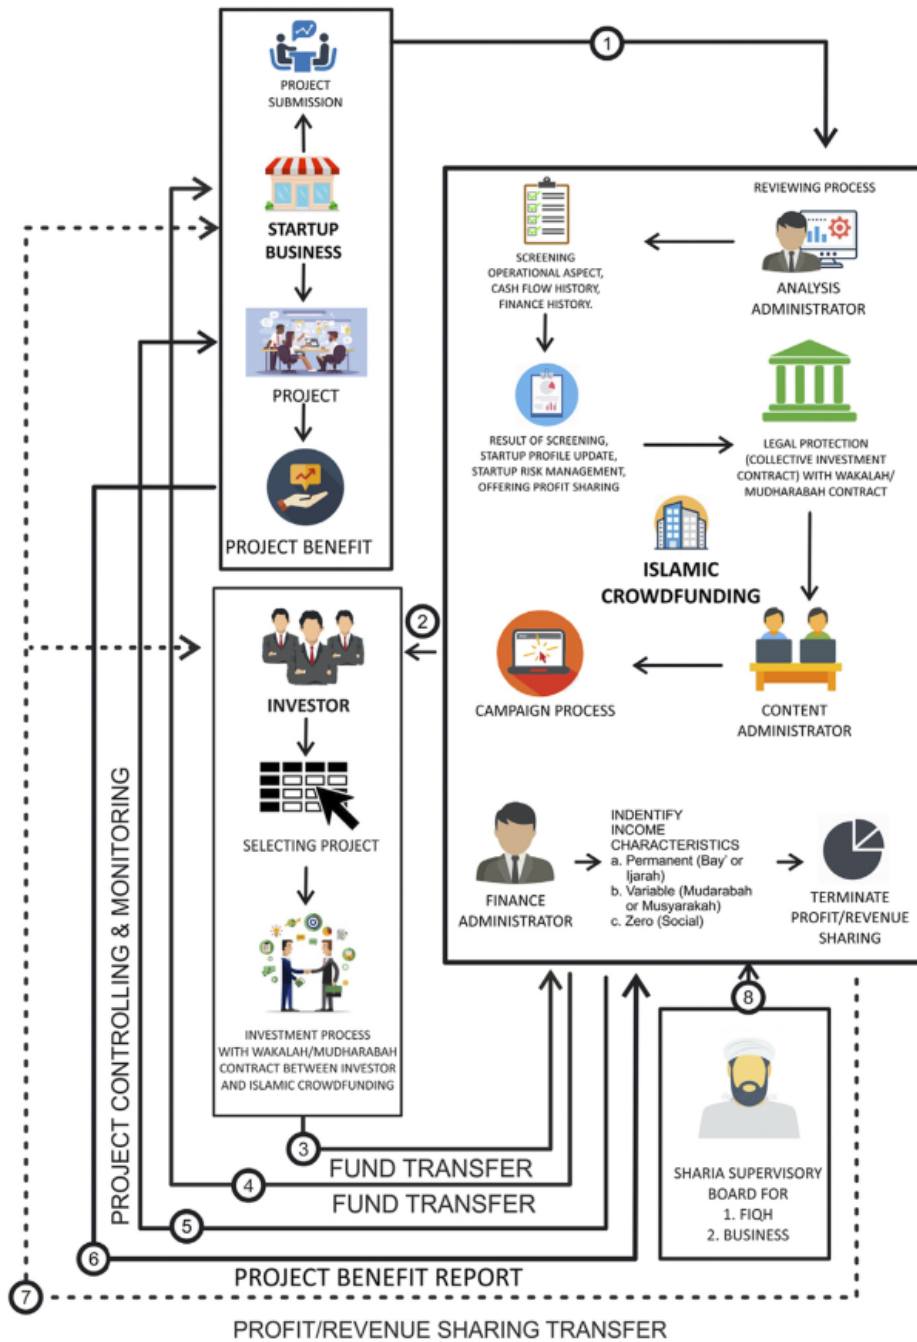 1
PROJECT
SUBMISSION
STARTUP
BUSINESS
PROJECT
PROJECT BENEFIT
REVIEWING PROCESS
ANALYSIS
ADMINISTRATOR
SCREENING
OPERATIONAL ASPECT,
CASH FLOW HISTORY,
FINANCE HISTORY.
RESULT OF SCREENING,
STARTUP PROFILE UPDATE,
STARTUP RISK MANAGEMENT,
OFFERING PROFIT SHARING
LEGAL PROTECTION
(COLLECTIVE INVESTMENT
CONTRACT) WITH WAKALAH/
MUDHARABAH CONTRACT
ISLAMIC
CROWDFUNDING
CONTENT
ADMINISTRATOR
CAMPAIGN PROCESS
2
INVESTOR
SELECTING PROJECT
INVESTMENT PROCESS
WITH WAKALAH/MUDHARABAH
CONTRACT BETWEEN INVESTOR
AND ISLAMIC CROWDFUNDING
FINANCE
ADMINISTRATOR
INDENTIFY
INCOME
CHARACTERISTICS
a. Permanent (Bay' or
Ijarah)
b. Variable (Mudarabah
or Musyarakah)
c. Zero (Social)
TERMINATE
PROFIT/REVENUE
SHARING
8
SHARIA SUPERVISORY
BOARD FOR
1. FIQH
2. BUSINESS
3
FUND TRANSFER
4
FUND TRANSFER
5
PROJECT CONTROLLING & MONITORING
6
PROJECT BENEFIT REPORT
7
PROFIT/REVENUE SHARING TRANSFER